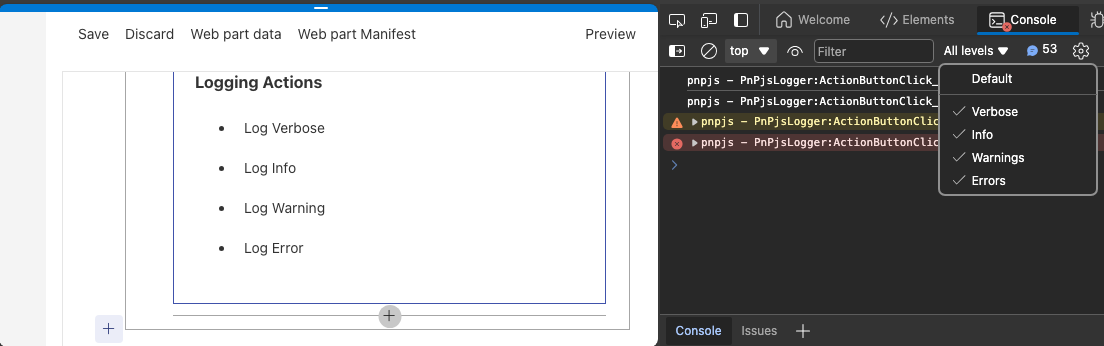 Save Discard Web part data Web part Manifest Preview
Logging Actions
Log Verbose
Log Info
Log Warning
Log Error
Welcome Elements Console
top Filter All levels 53
pnpjs – PnPjsLogger:ActionButtonClick_
pnpjs – PnPjsLogger:ActionButtonClick_
pnpjs – PnPjsLogger:ActionButtonClic
pnpjs – PnPjsLogger:ActionButtonClic
Default
Verbose
Info
Warnings
Errors
Console Issues